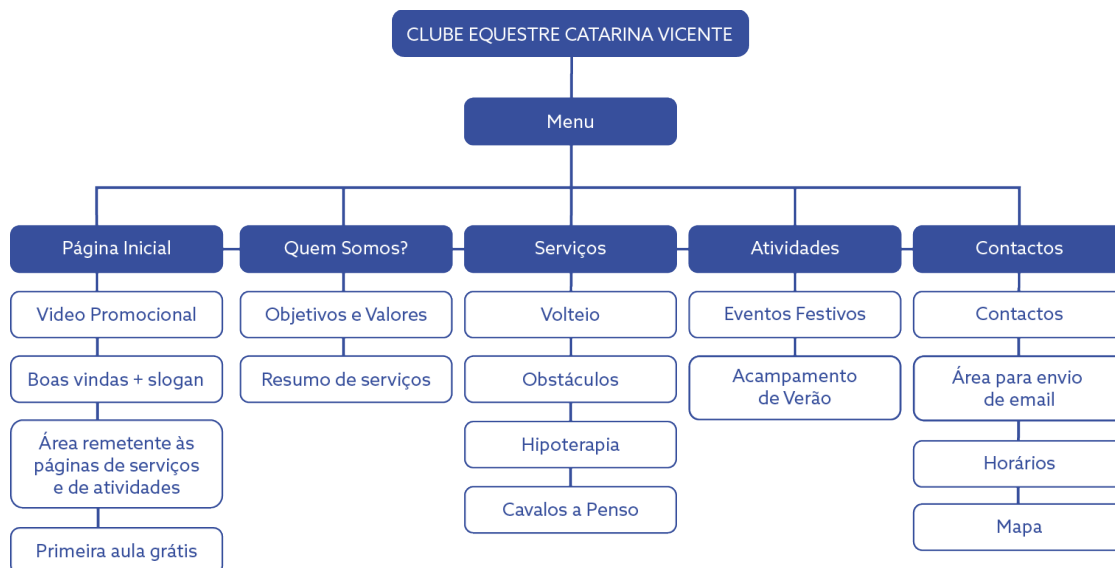 CLUBE EQUESTRE CATARINA VICENTE
Menu
Página Inicial
Video Promocional
Boas vindas + slogan
Área remetente às
páginas de serviços
e de atividades
Primeira aula grátis
Quem Somos?
Objetivos e Valores
Resumo de serviços
Serviços
Volteio
Obstáculos
Hipoterapia
Cavalos a Penso
Atividades
Eventos Festivos
Acampamento
de Verão
Contactos
Contactos
Área para envio
de email
Horários
Mapa